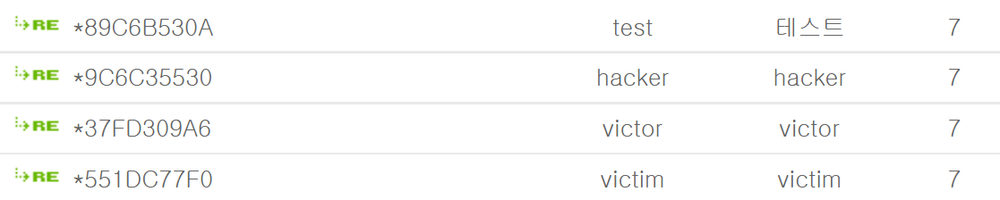 RE *89C6B530A test 테스트 7
RE *9C6C35530 hacker hacker 7
RE *37FD309A6 victor victor 7
RE *551DC77F0 victim victim 7